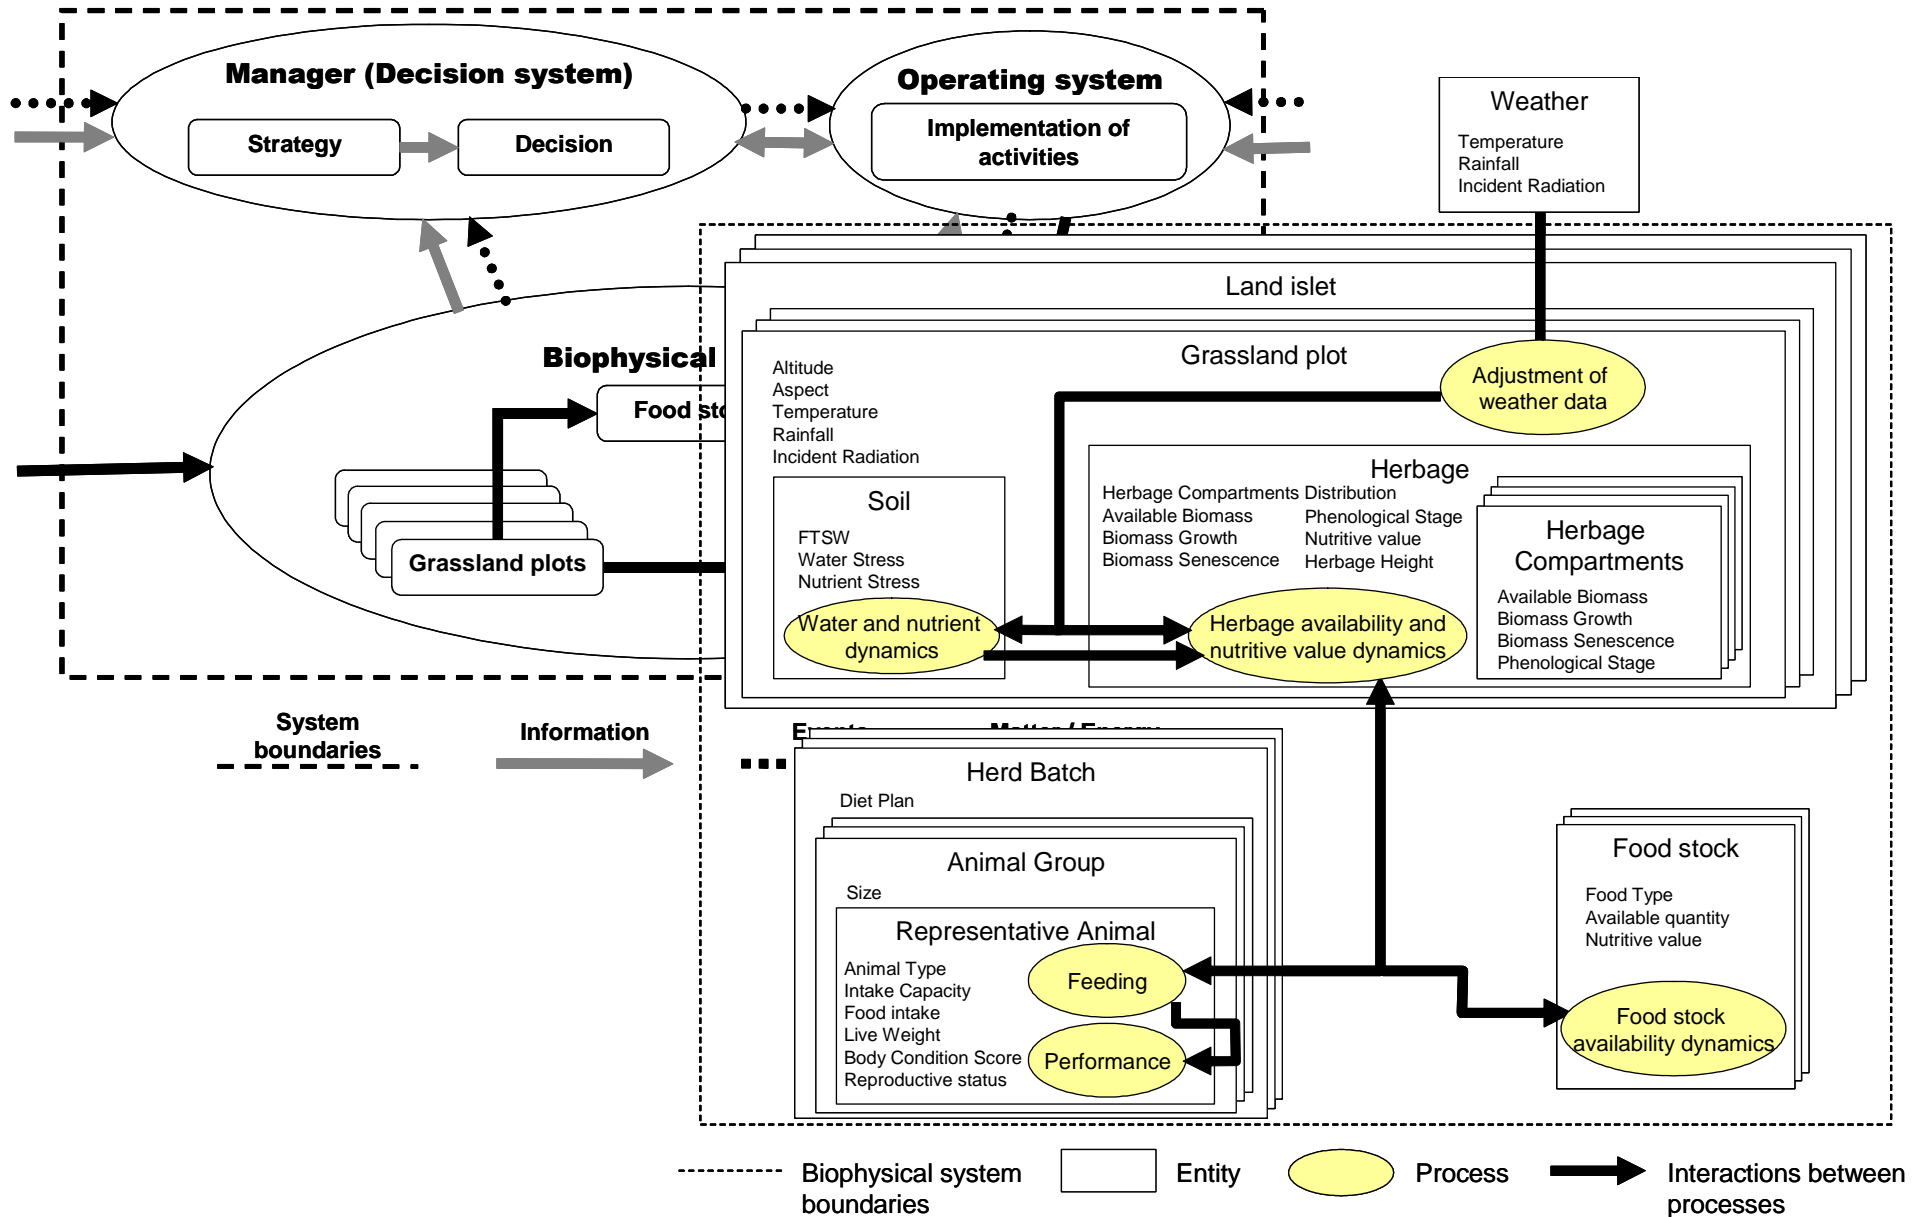 Manager (Decision system)
Strategy
Decision
Operating system
Implementation of
activities
Weather
Temperature
Rainfall
Incident Radiation
Land islet
Grassland plot
Altitude
Aspect
Temperature
Rainfall
Incident Radiation
Adjustment of
weather data
Biophysical
Food sto
Grassland plots
Soil
FTSW
Water Stress
Nutrient Stress
Water and nutrient
dynamics
Herbage
Herbage Compartments Distribution
Available Biomass
Biomass Growth
Biomass Senescence
Phenological Stage
Nutritive value
Herbage Height
Herbage availability and
nutritive value dynamics
Herbage
Compartments
Available Biomass
Biomass Growth
Biomass Senescence
Phenological Stage
System
boundaries
Information
Events
Matter / Energy
Herd Batch
Diet Plan
Animal Group
Size
Representative Animal
Animal Type
Intake Capacity
Food intake
Live Weight
Body Condition Score
Reproductive status
Feeding
Performance
Food stock
Food Type
Available quantity
Nutritive value
Food stock
availability dynamics
Biophysical system
boundaries
Entity
Process
Interactions between
processes